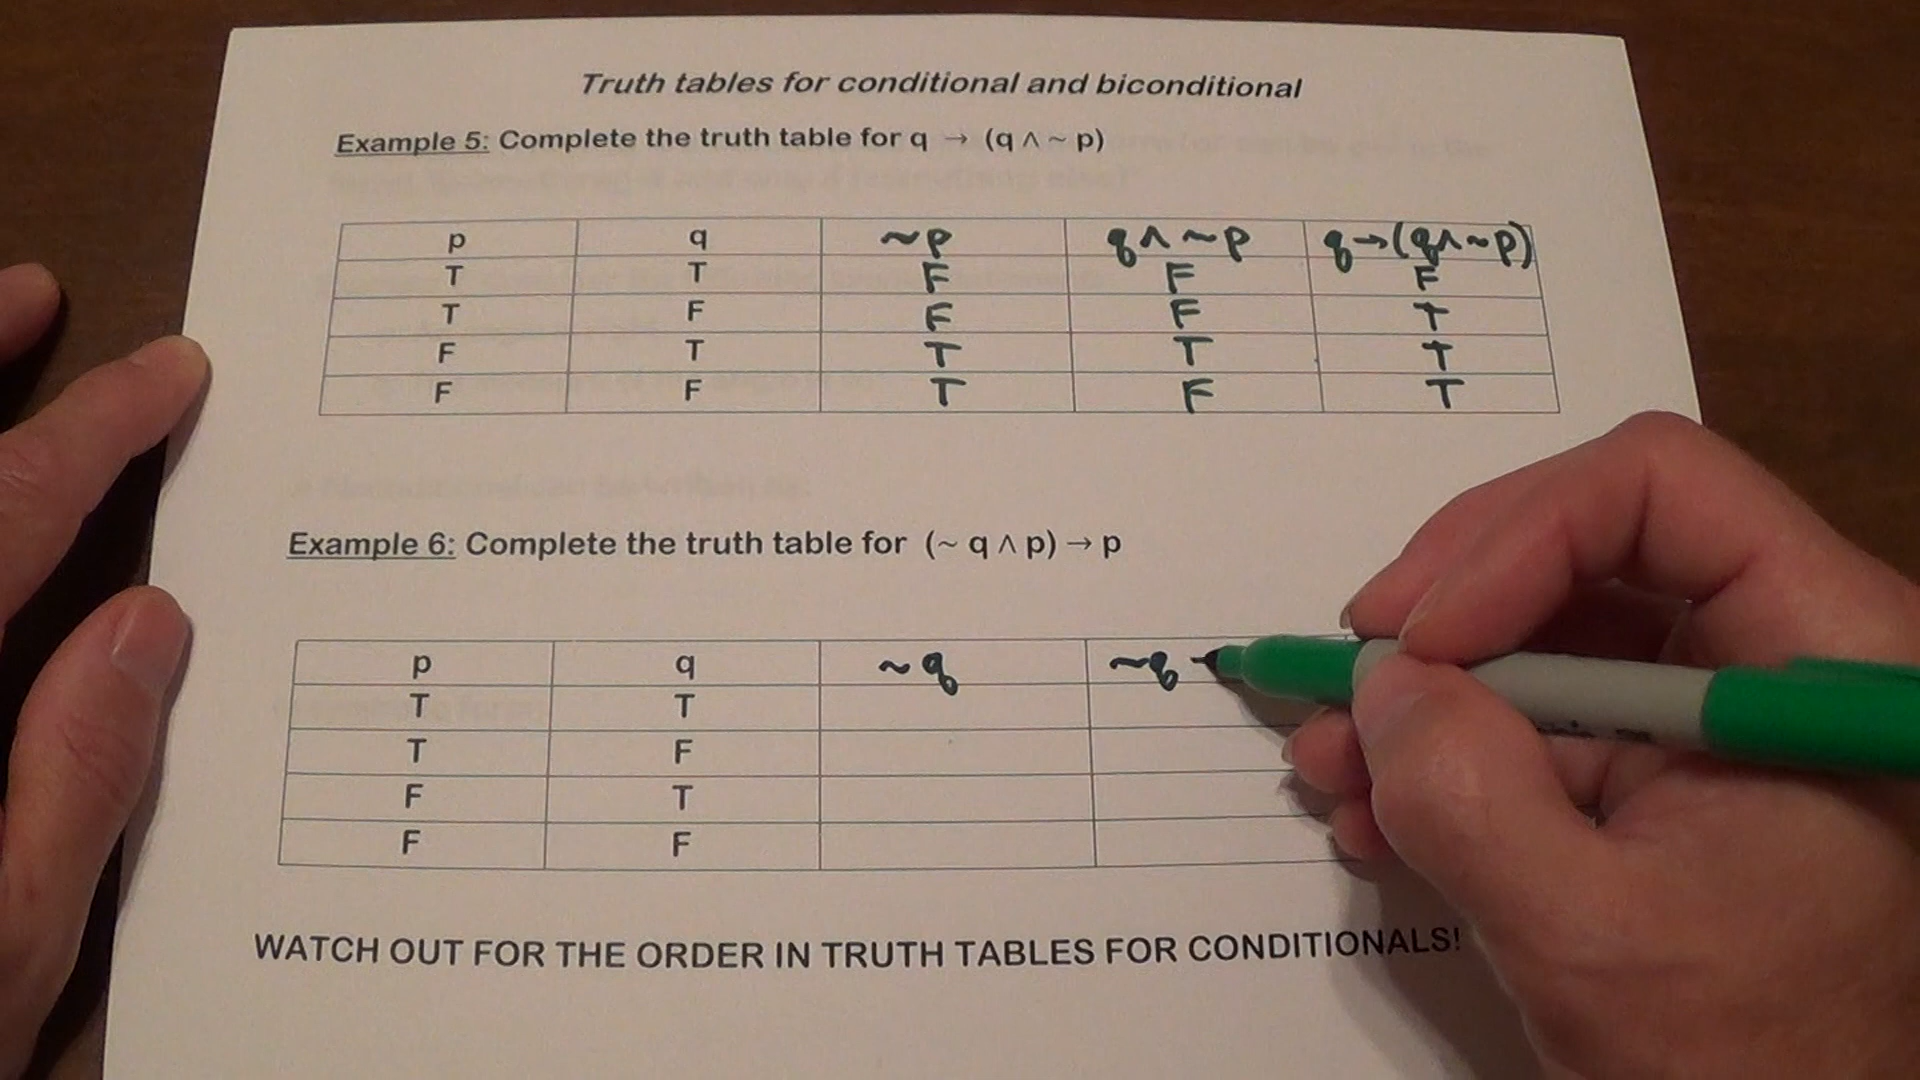 Truth tables for conditional and biconditional
Example 5: Complete the truth table for q → (q ∧ ~ p)
p q ~p q ∧ ~p q→(q∧~p)
T T F F F
T F F F T
F T T T T
F F T F T
Example 6: Complete the truth table for (~ q ∧ p) → p
p q ~q ~q
T T
T F
F T
F F
WATCH OUT FOR THE ORDER IN TRUTH TABLES FOR CONDITIONALS!